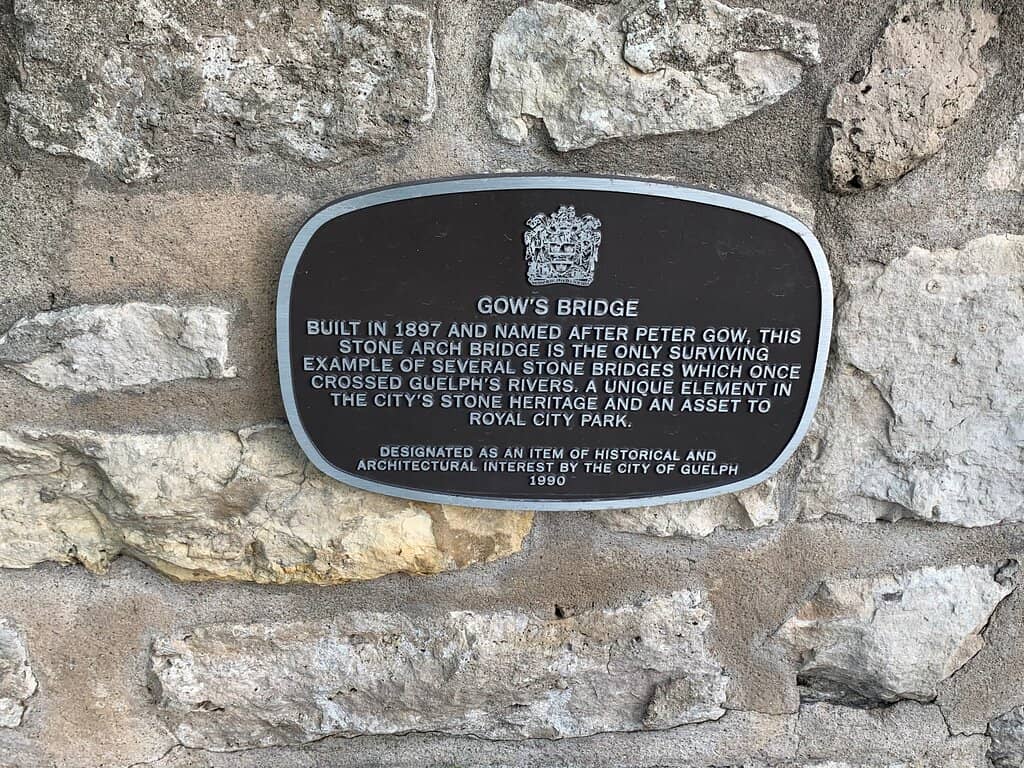 GOW'S BRIDGE
BUILT IN 1897 AND NAMED AFTER PETER GOW, THIS
STONE ARCH BRIDGE IS THE ONLY SURVIVING
EXAMPLE OF SEVERAL STONE BRIDGES WHICH ONCE
CROSSED GUELPH'S RIVERS. A UNIQUE ELEMENT IN
THE CITY'S STONE HERITAGE AND AN ASSET TO
ROYAL CITY PARK.
DESIGNATED AS AN ITEM OF HISTORICAL AND
ARCHITECTURAL INTEREST BY THE CITY OF GUELPH
1990